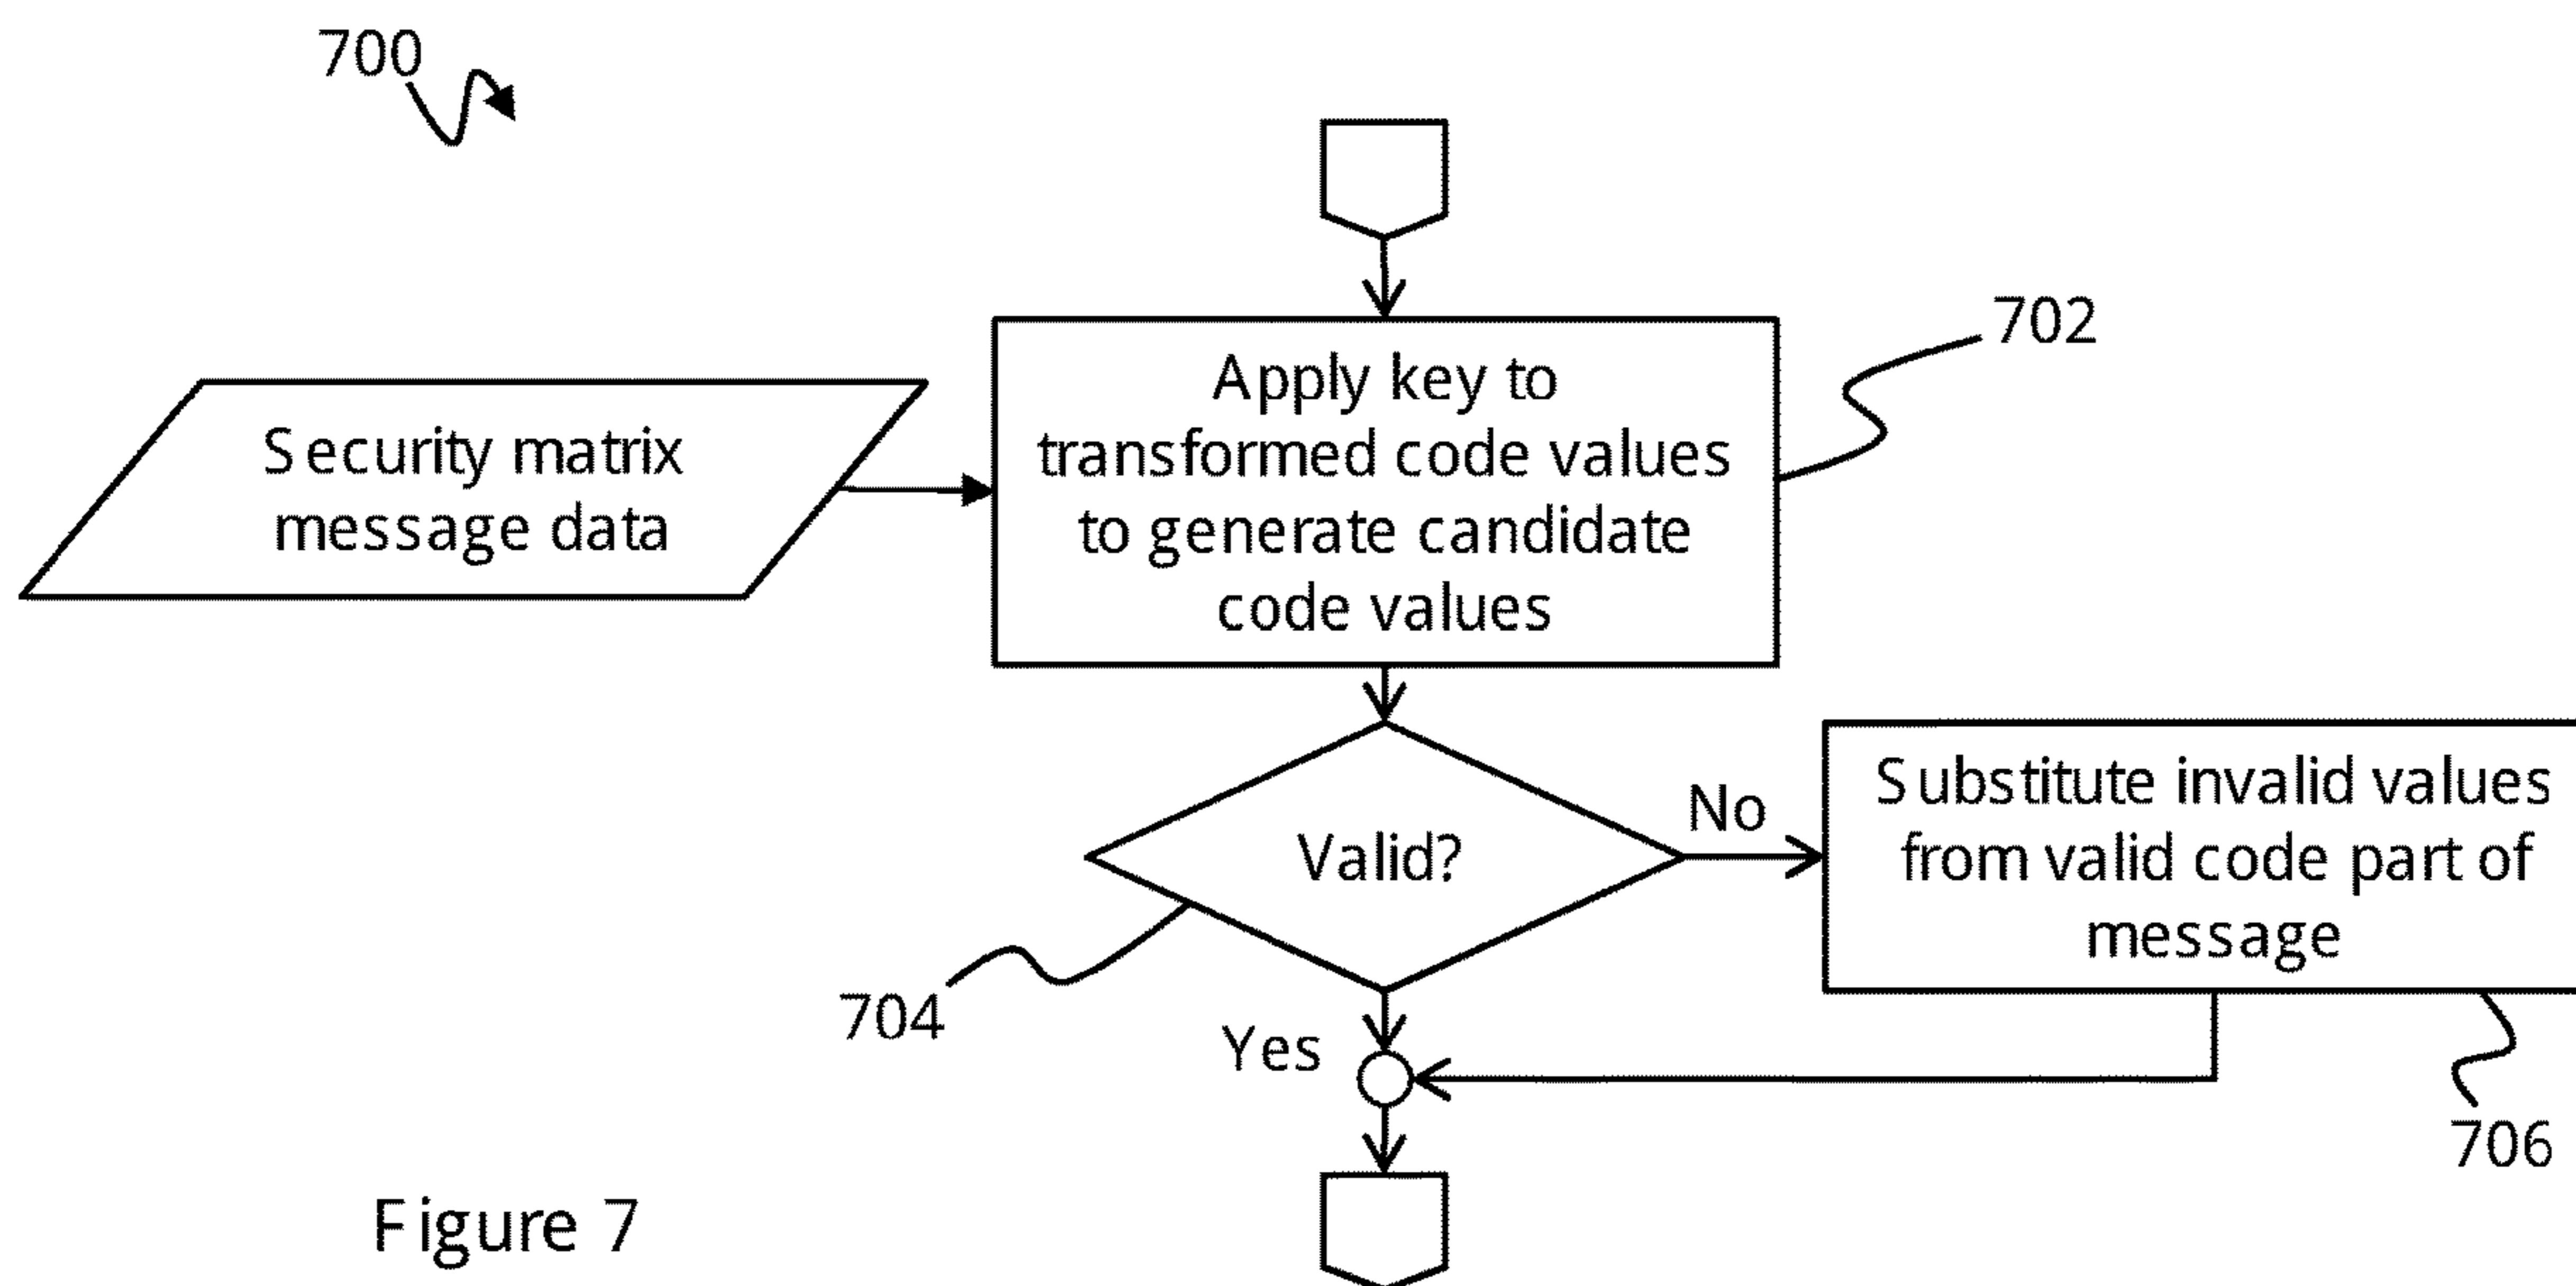 700
702
Apply key to
transformed code values
to generate candidate
code values
Security matrix
message data
Valid?
No
Substitute invalid values
from valid code part of
message
704
Yes
706
Figure 7